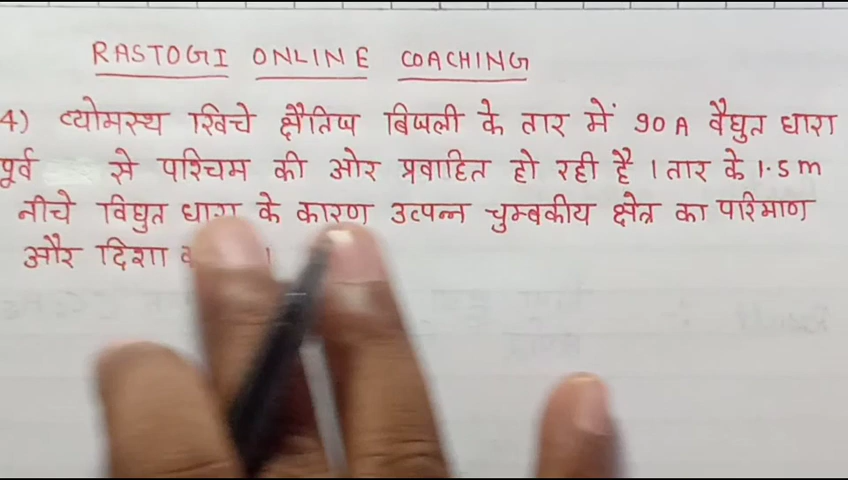 RASTOGI ONLINE COACHING
4) व्योमस्थ खिंचे क्षैतिज बिजली के तार में 90 A वैद्युत धारा
पूर्व से पश्चिम की ओर प्रवाहित हो रही है । तार के 1.5 m
नीचे विद्युत धारा के कारण उत्पन्न चुम्बकीय क्षेत्र का परिमाण
और दिशा